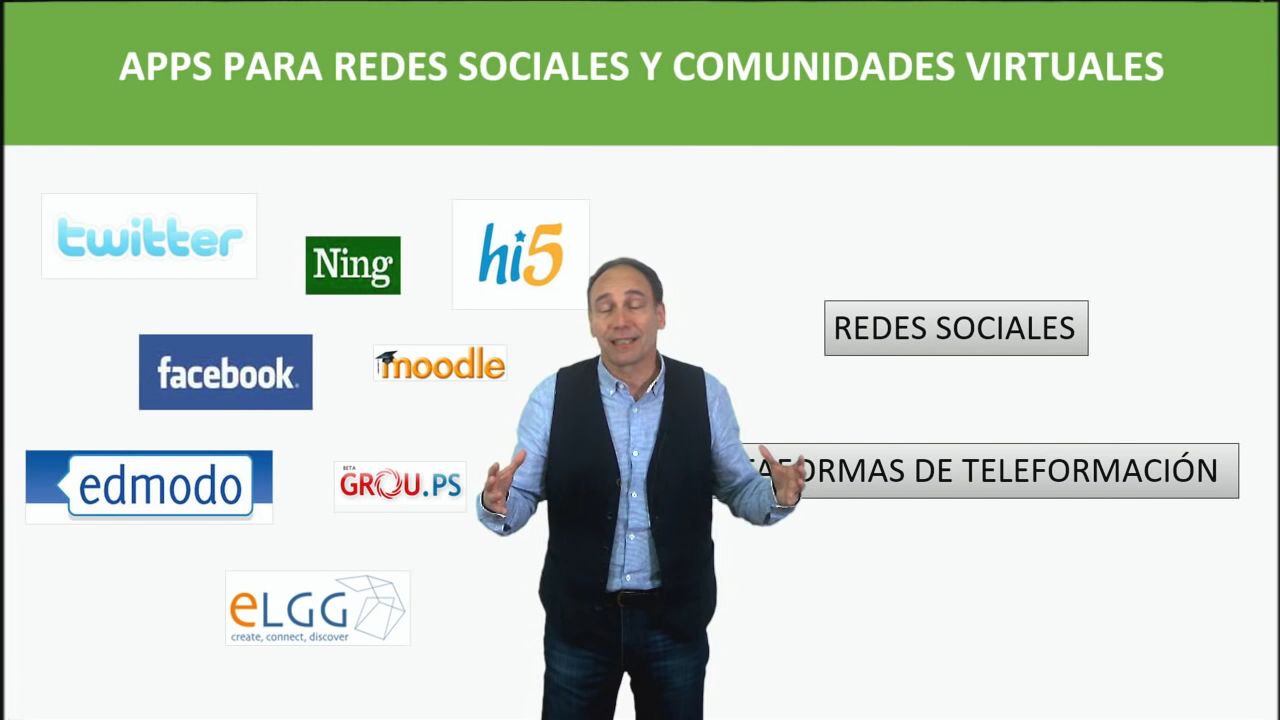 APPS PARA REDES SOCIALES Y COMUNIDADES VIRTUALES
twitter
Ning
hi5
facebook
moodle
REDES SOCIALES
edmodo
BETA
GROU.PS
DE TELEFORMACIÓN
eLGG
create, connect, discover